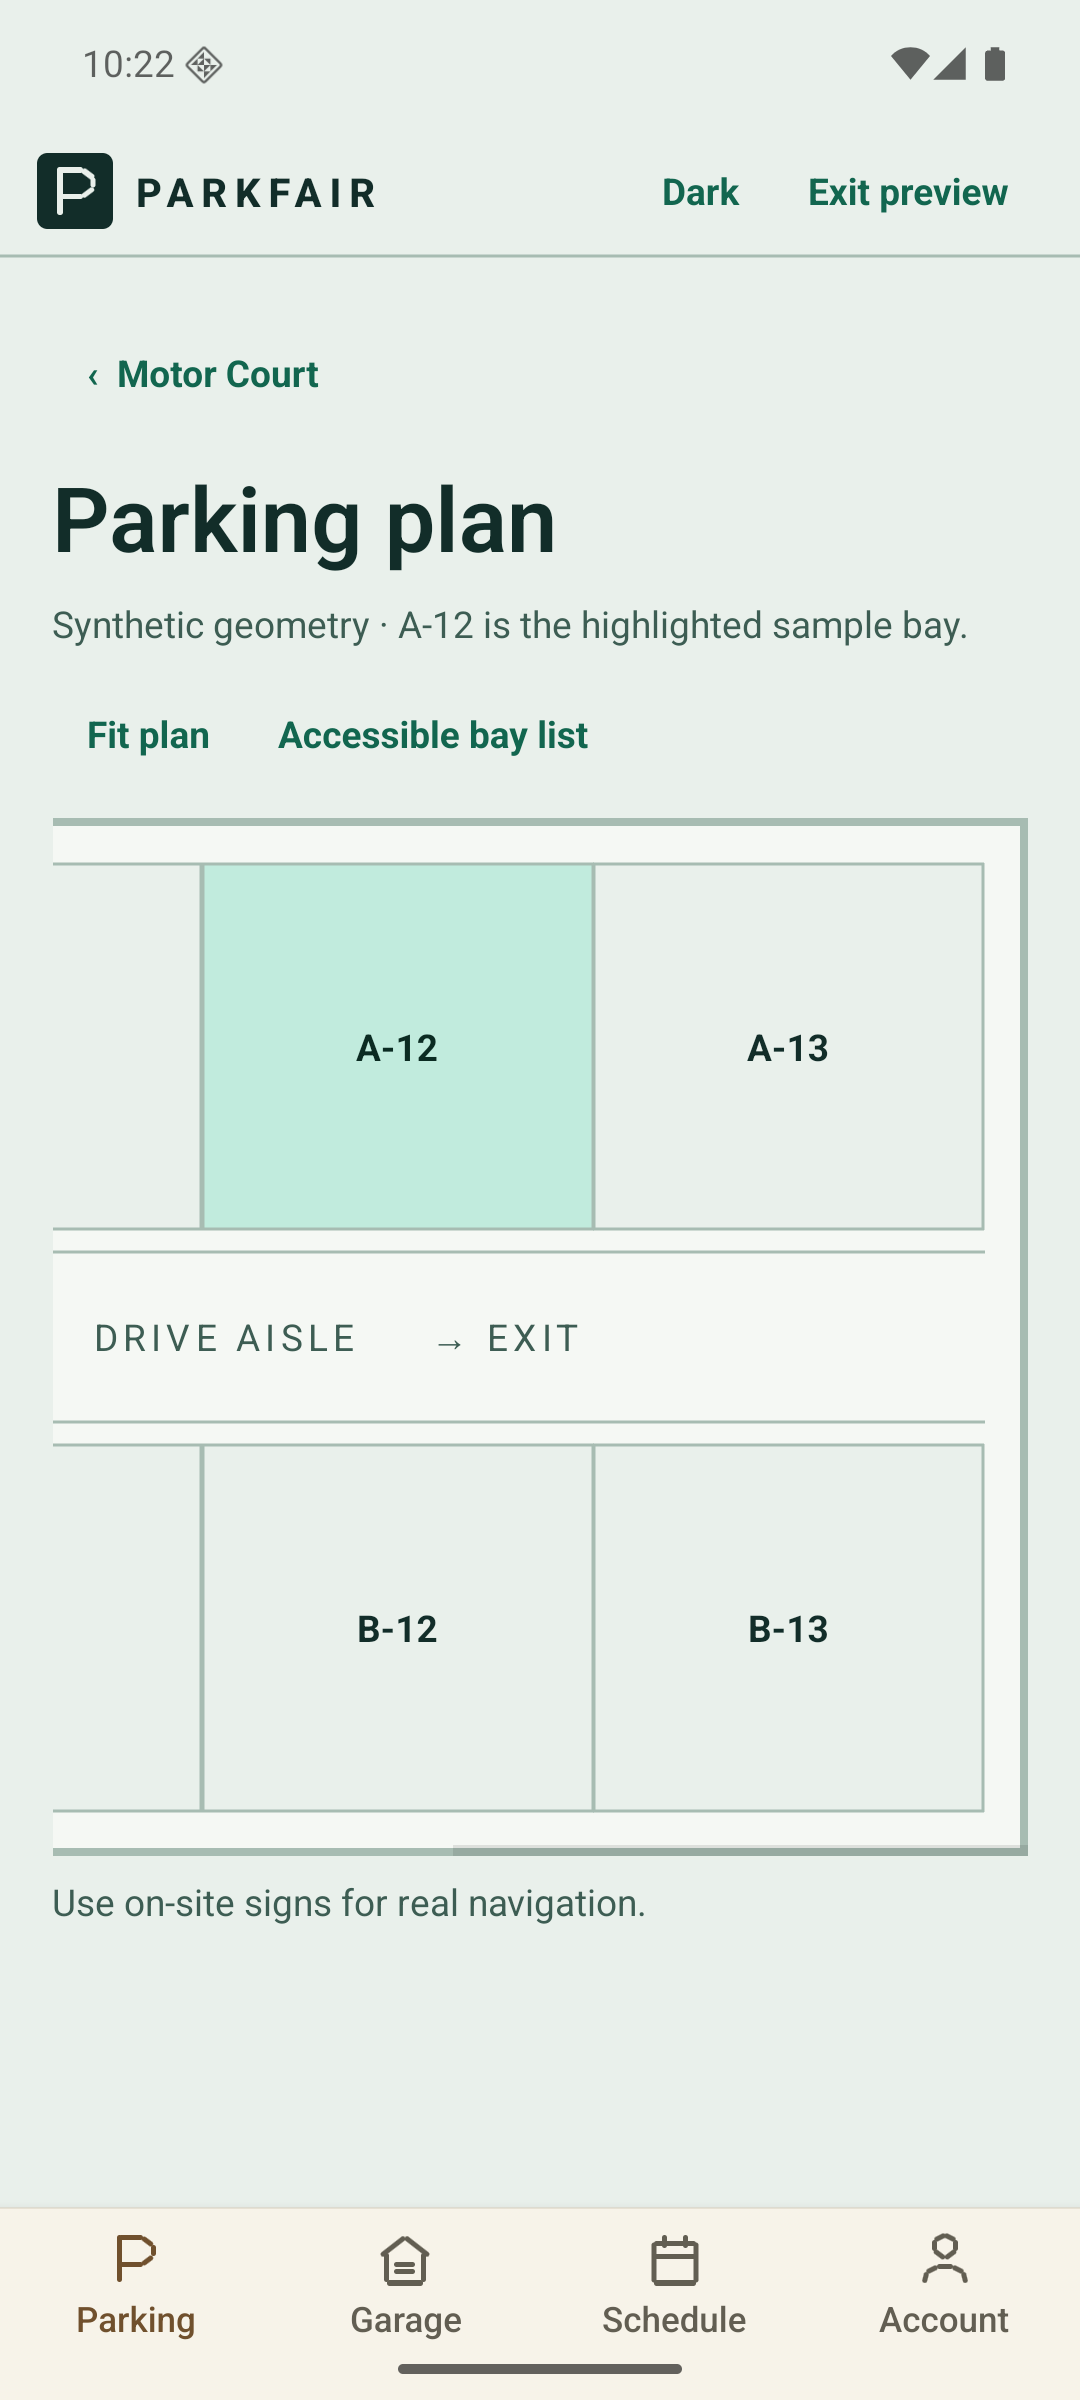 10:22
PARKFAIR
Dark
Exit preview
‹ Motor Court
Parking plan
Synthetic geometry · A-12 is the highlighted sample bay.
Fit plan
Accessible bay list
A-12
A-13
DRIVE AISLE → EXIT
B-12
B-13
Use on-site signs for real navigation.
Parking
Garage
Schedule
Account